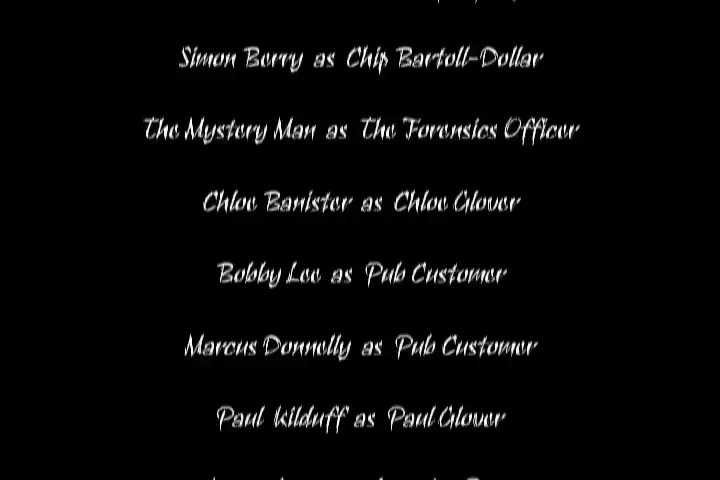 Simon Berry as Chip Bartoll-Dollar
The Mystery Man as The Forensics Officer
Chloe Banister as Chloe Glover
Bobby Lee as Pub Customer
Marcus Donnelly as Pub Customer
Paul Kilduff as Paul Glover